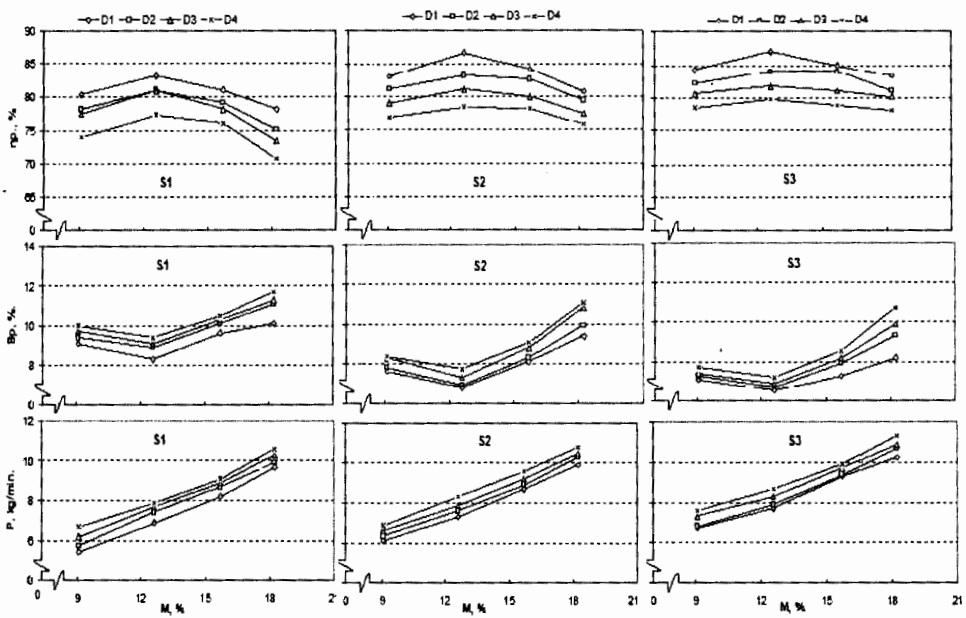 D1 D2 D3 D4
D1 D2 D3 D4
D1 D2 D3 D4
ηp., %
90
85
80
75
70
65
0
S1
S2
S3
Bp, %.
14
12
10
8
0
S1
S2
S3
P, kg/min.
12
10
8
6
0
S1
S2
S3
0 9 12 15 18 21
M, %
0 9 12 15 18 21
M, %
0 9 12 15 18 21
M, %